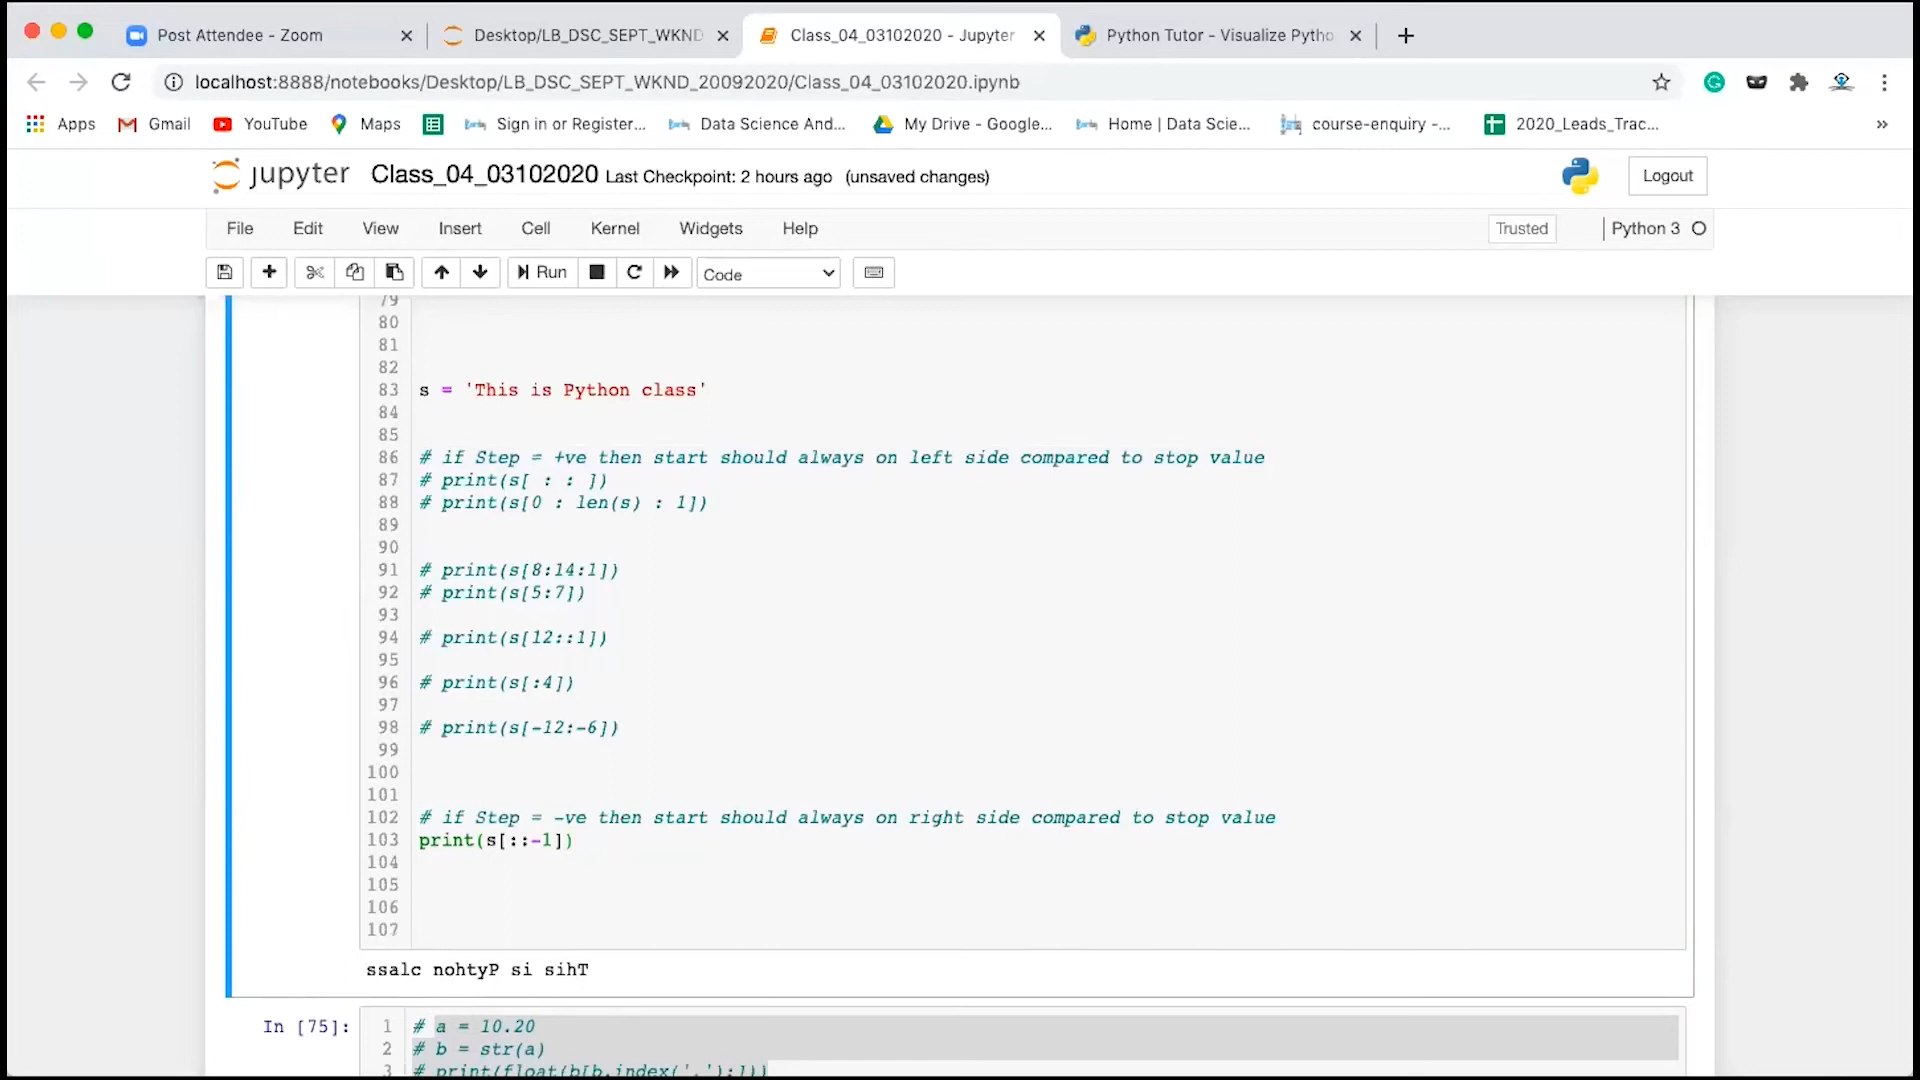 Post Attendee - Zoom
Desktop/LB_DSC_SEPT_WKND
Class_04_03102020 - Jupyter
Python Tutor - Visualize Pytho
localhost:8888/notebooks/Desktop/LB_DSC_SEPT_WKND_20092020/Class_04_03102020.ipynb
Apps Gmail YouTube Maps Sign in or Register... Data Science And... My Drive - Google... Home | Data Scie... course-enquiry -... 2020_Leads_Trac... »
jupyter Class_04_03102020 Last Checkpoint: 2 hours ago (unsaved changes) Logout
File Edit View Insert Cell Kernel Widgets Help Trusted Python 3
Run Code
79
80
81
82
83 s = 'This is Python class'
84
85
86 # if Step = +ve then start should always on left side compared to stop value
87 # print(s[ : : ])
88 # print(s[0 : len(s) : 1])
89
90
91 # print(s[8:14:1])
92 # print(s[5:7])
93
94 # print(s[12::1])
95
96 # print(s[:4])
97
98 # print(s[-12:-6])
99
100
101
102 # if Step = -ve then start should always on right side compared to stop value
103 print(s[::-1])
104
105
106
107
ssalc nohtyP si sihT
In [75]: 1 # a = 10.20
2 # b = str(a)
3 # print(float(b[b.index('.'):]))